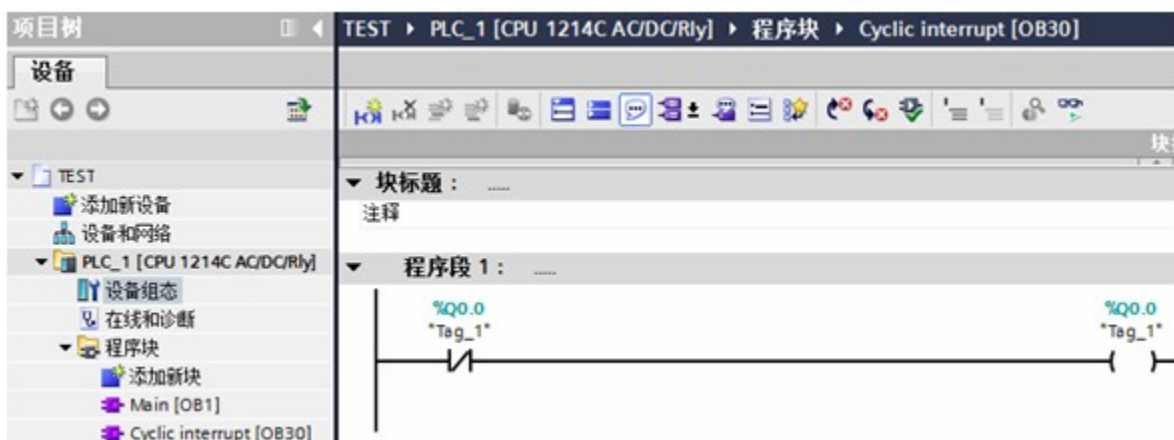 项目树
TEST ▸ PLC_1 [CPU 1214C AC/DC/Rly] ▸ 程序块 ▸ Cyclic interrupt [OB30]
设备
块
TEST
添加新设备
设备和网络
PLC_1 [CPU 1214C AC/DC/Rly]
设备组态
在线和诊断
程序块
添加新块
Main [OB1]
Cyclic interrupt [OB30]
块标题： .....
注释
程序段 1： .....
%Q0.0
"Tag_1"
%Q0.0
"Tag_1"